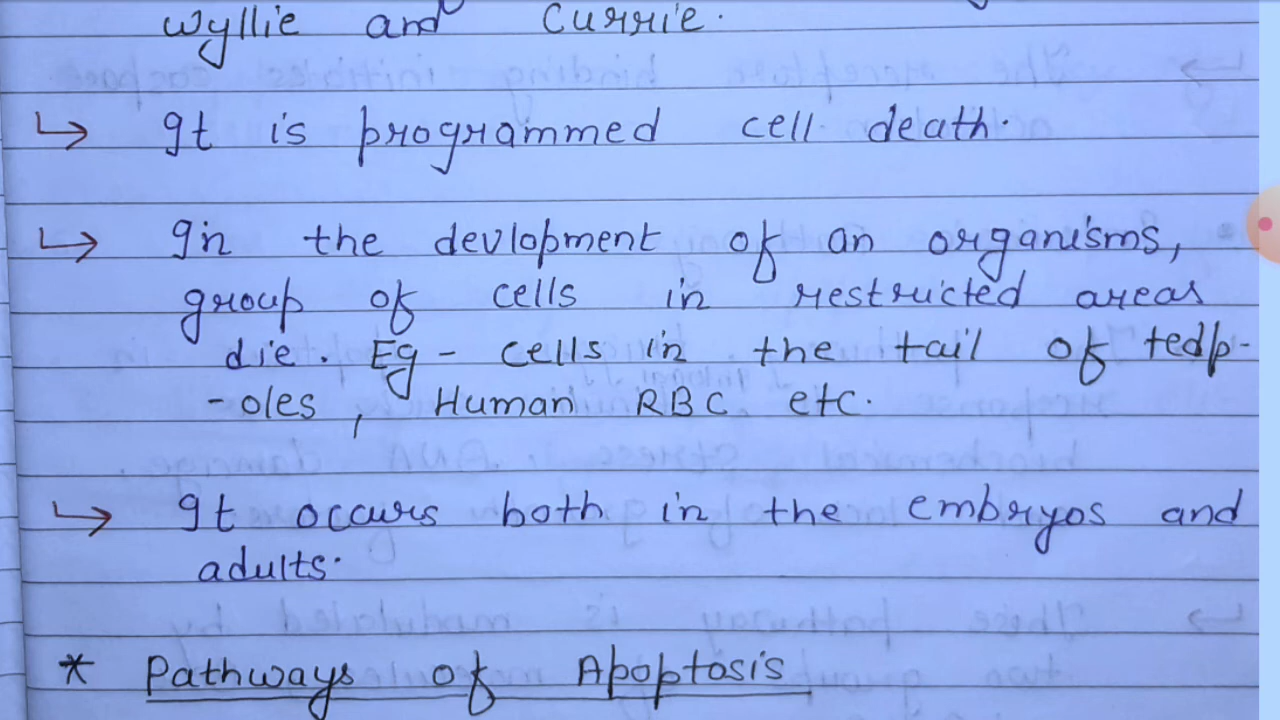 Wyllie and Currie.
↳ It is programmed cell death.
↳ In the devlopment of an organisms,
group of cells in restricted areas
die. Eg - cells in the tail of tedp-
-oles, Human RBC etc.
↳ It occurs both in the embryos and
adults.
* Pathways of Apoptosis